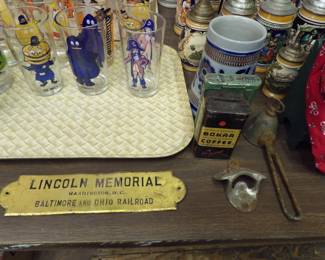 BOKAR
COFFEE
LINCOLN MEMORIAL
WASHINGTON, D.C.
BALTIMORE AND OHIO RAILROAD